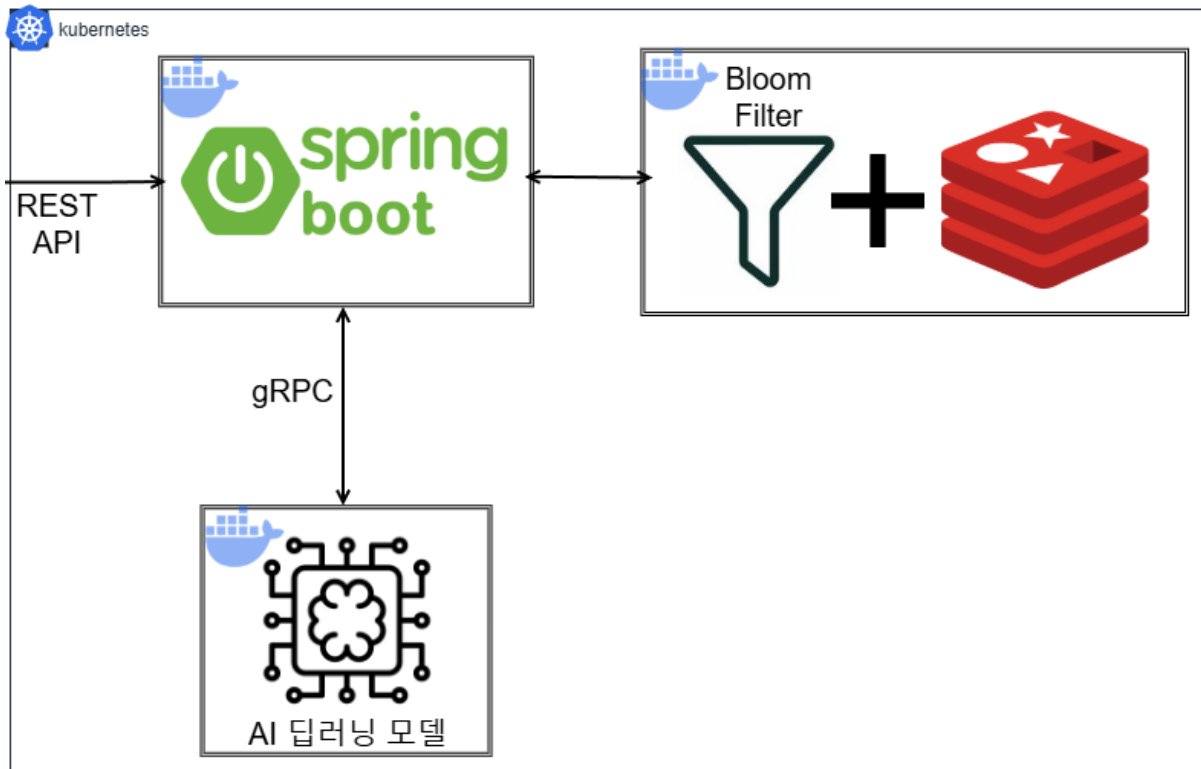 kubernetes
Bloom
Filter
spring
boot
REST
API
gRPC
AI 딥러닝 모델